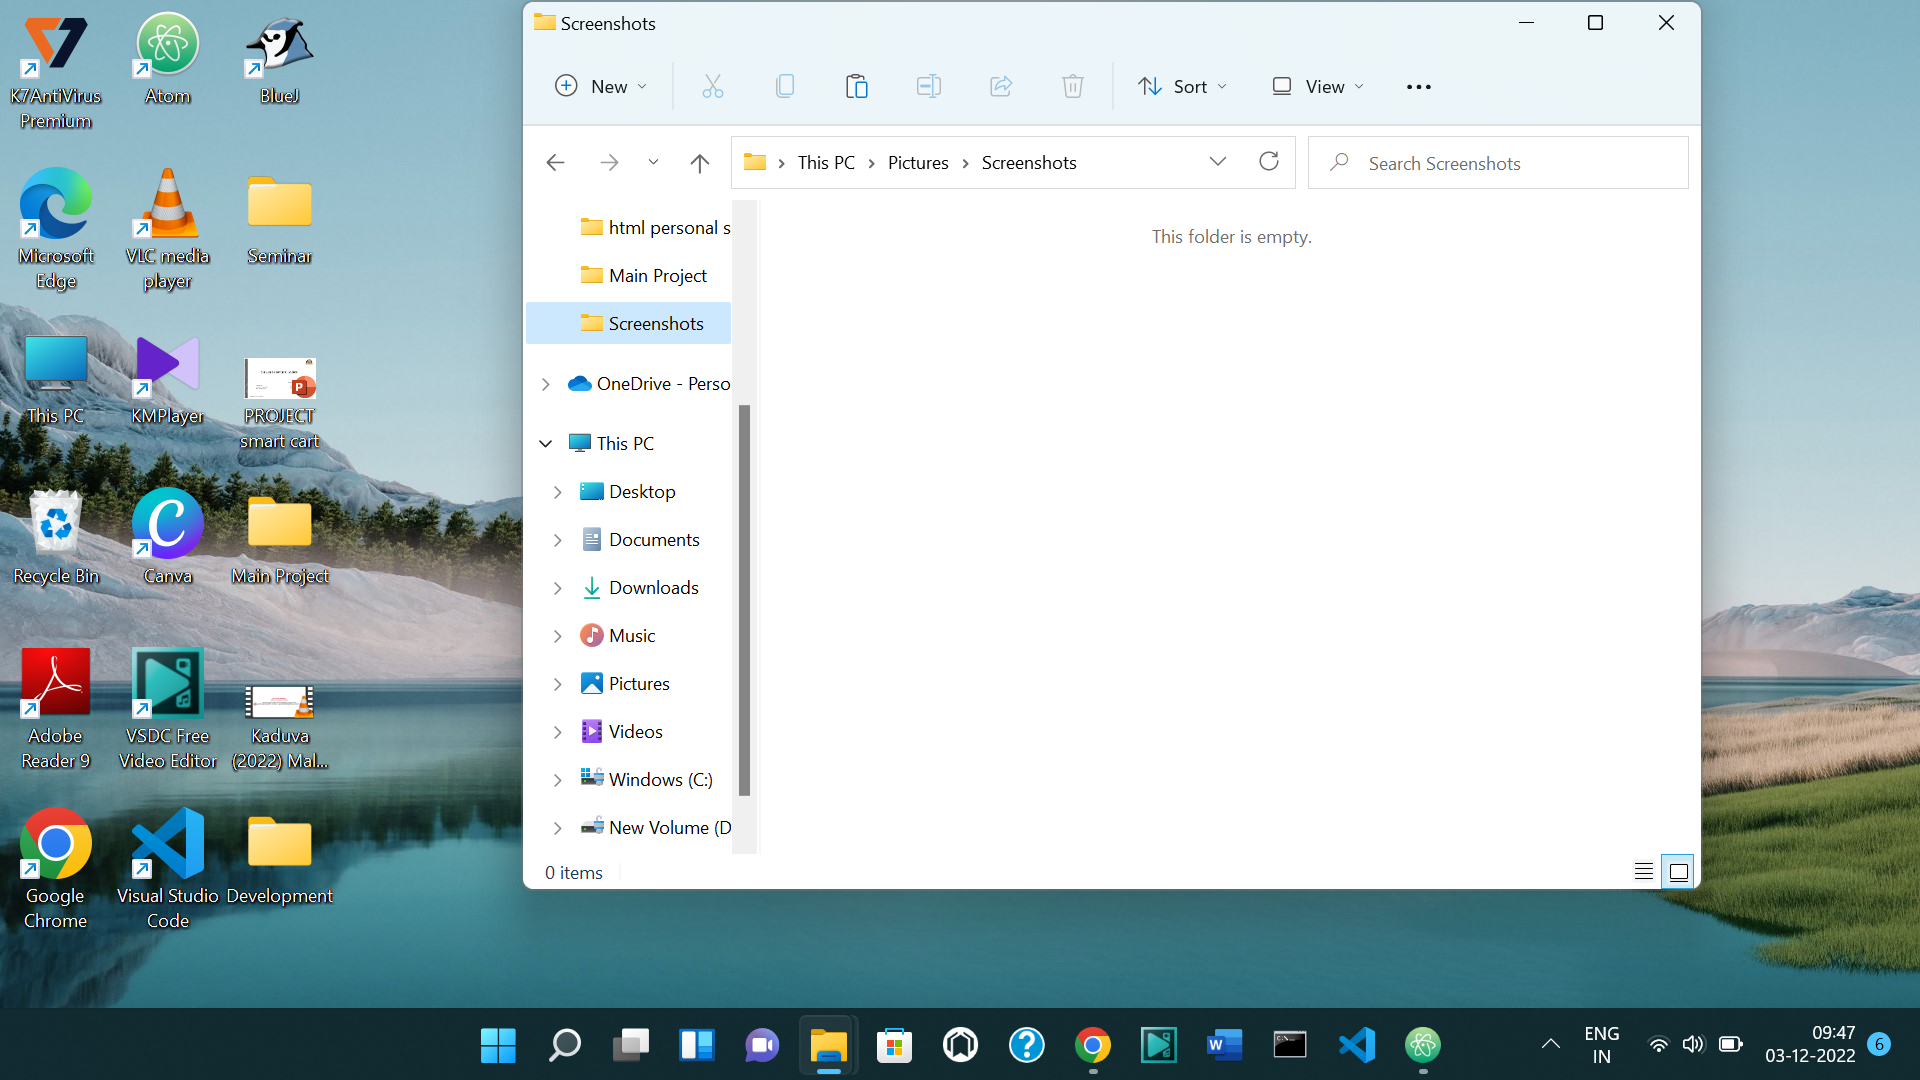 K7AntiVirus
Premium
Atom
BlueJ
Microsoft
Edge
VLC media
player
Seminar
This PC
KMPlayer
PROJECT
smart cart
Recycle Bin
Canva
Main Project
Adobe
Reader 9
VSDC Free
Video Editor
Kaduva
(2022) Mal...
Google
Chrome
Visual Studio
Code
Development
Screenshots
New
Sort
View
This PC
Pictures
Screenshots
Search Screenshots
html personal s
Main Project
Screenshots
OneDrive - Perso
This PC
Desktop
Documents
Downloads
Music
Pictures
Videos
Windows (C:)
New Volume (D
This folder is empty.
0 items
ENG
IN
09:47
03-12-2022
6